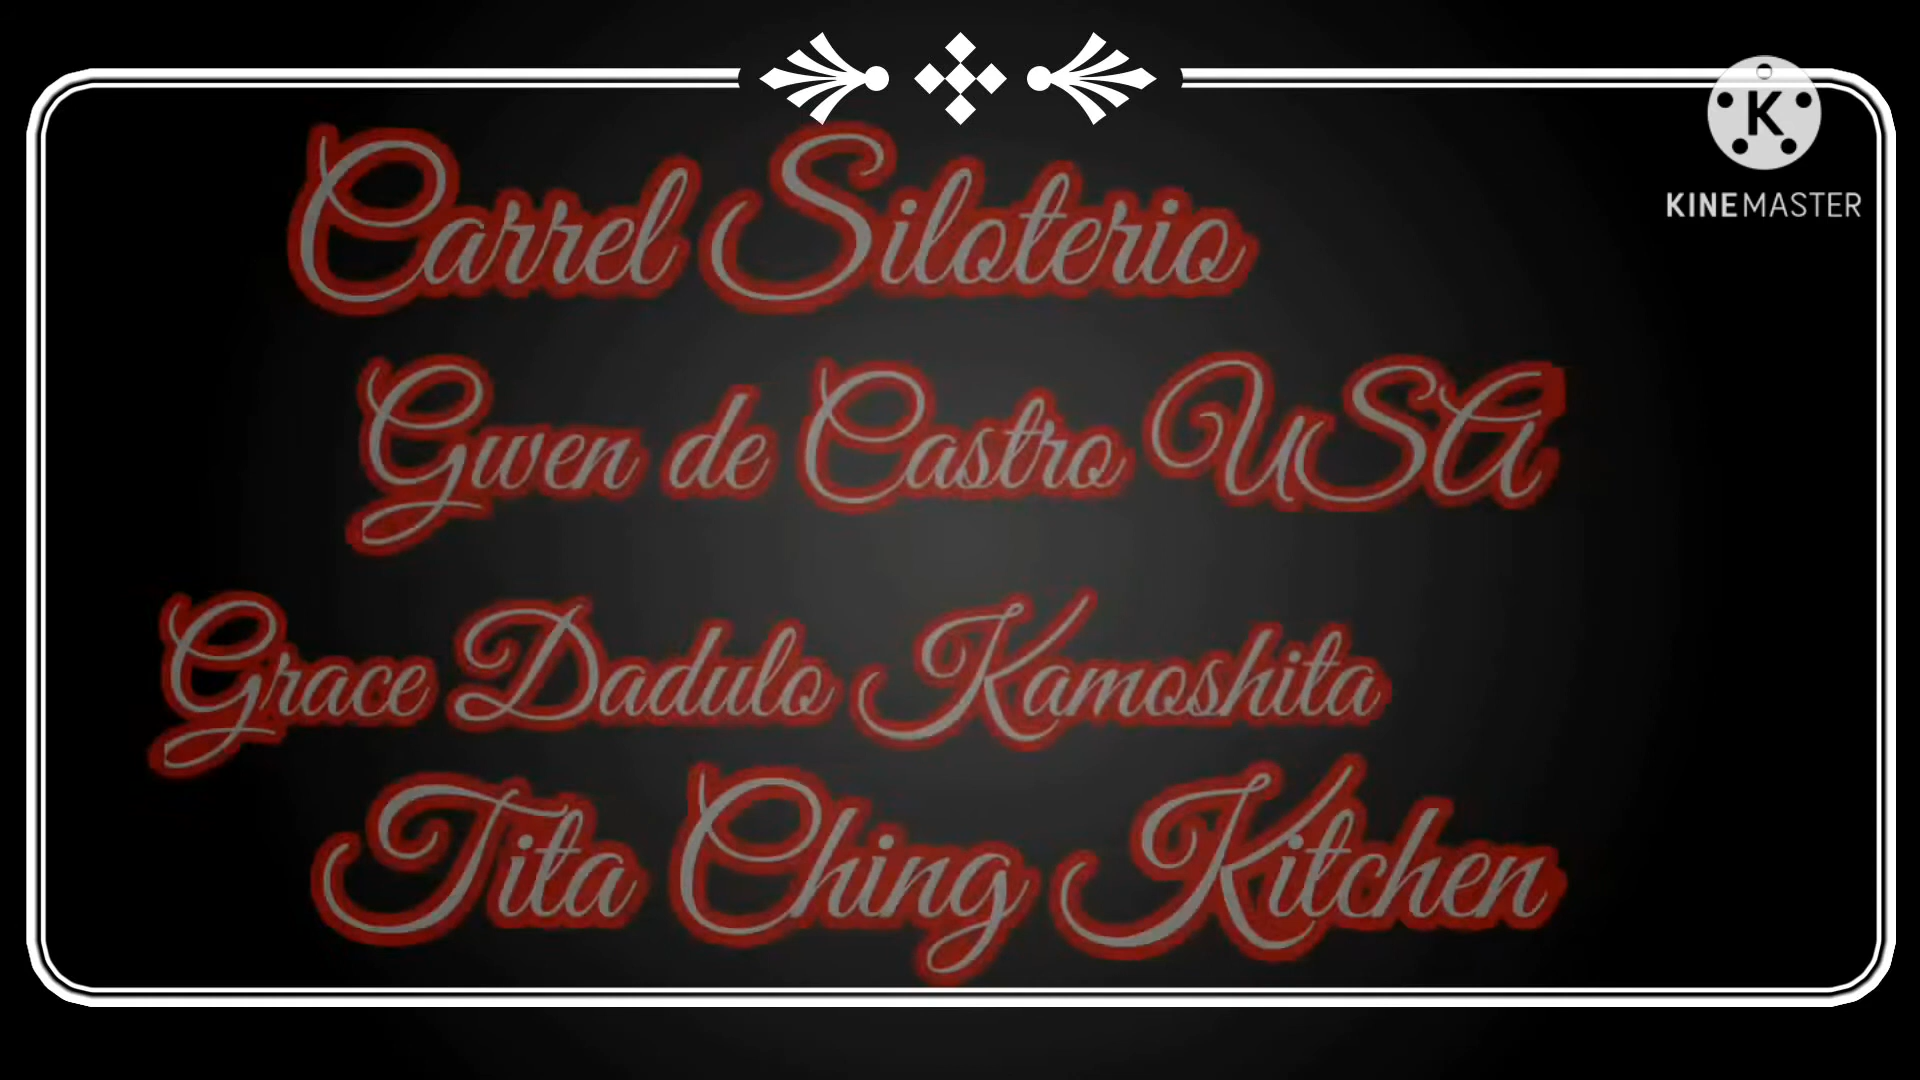 K
KINEMASTER
Carrel Siloterio
Gwen de Castro USA
Grace Dadulo Kamoshita
Tita Ching Kitchen